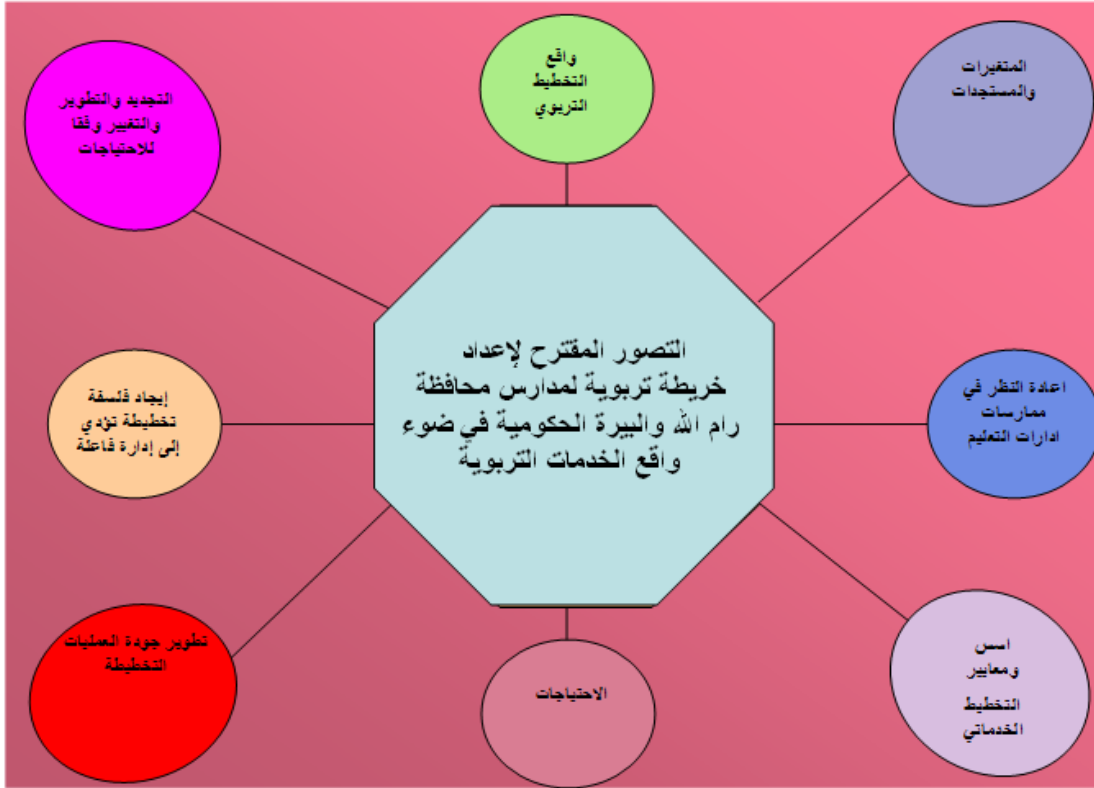 المتغيرات
والمستجدات
واقع
التخطيط
التربوي
التجديد والتطوير
والتغيير وفقا
للاحتياجات
التصور المقترح لإعداد
خريطة تربوية لمدارس محافظة
رام الله والبيرة الحكومية في ضوء
واقع الخدمات التربوية
اعادة النظر في
ممارسات
ادارات التعليم
إيجاد فلسفة
تخطيطة تؤدي
إلى إدارة فاعلة
اسس
ومعايير
التخطيط
الخدماتي
الاحتياجات
تطوير جودة العمليات
التخطيطة